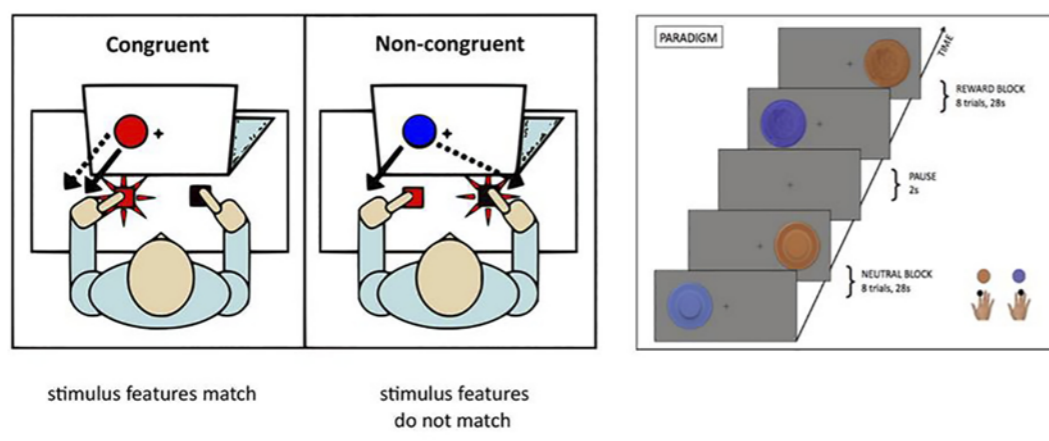 Congruent
Non-congruent
stimulus features match
stimulus features
do not match
PARADIGM
TIME
REWARD BLOCK
8 trials, 28s
PAUSE
2s
NEUTRAL BLOCK
8 trials, 28s